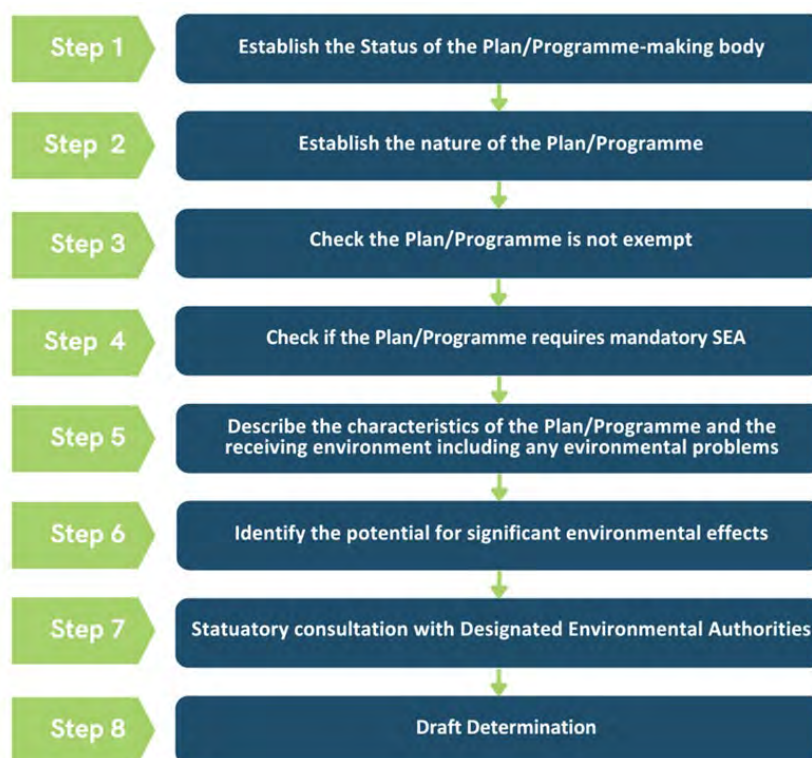 Step 1
Establish the Status of the Plan/Programme-making body
Step 2
Establish the nature of the Plan/Programme
Step 3
Check the Plan/Programme is not exempt
Step 4
Check if the Plan/Programme requires mandatory SEA
Step 5
Describe the characteristics of the Plan/Programme and the
receiving environment including any evironmental problems
Step 6
Identify the potential for significant environmental effects
Step 7
Statuatory consultation with Designated Environmental Authorities
Step 8
Draft Determination